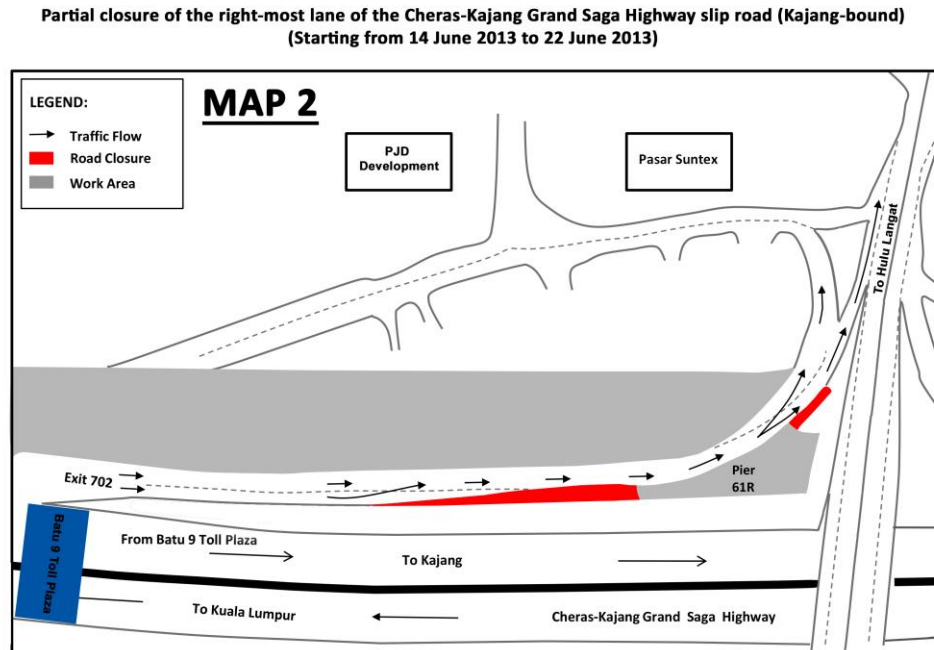 Partial closure of the right-most lane of the Cheras-Kajang Grand Saga Highway slip road (Kajang-bound)
(Starting from 14 June 2013 to 22 June 2013)
LEGEND:
Traffic Flow
Road Closure
Work Area
MAP 2
PJD
Development
Pasar Suntex
To Hulu Langat
Exit 702
Pier
61R
Batu 9 Toll Plaza
From Batu 9 Toll Plaza
To Kajang
To Kuala Lumpur
Cheras-Kajang Grand Saga Highway